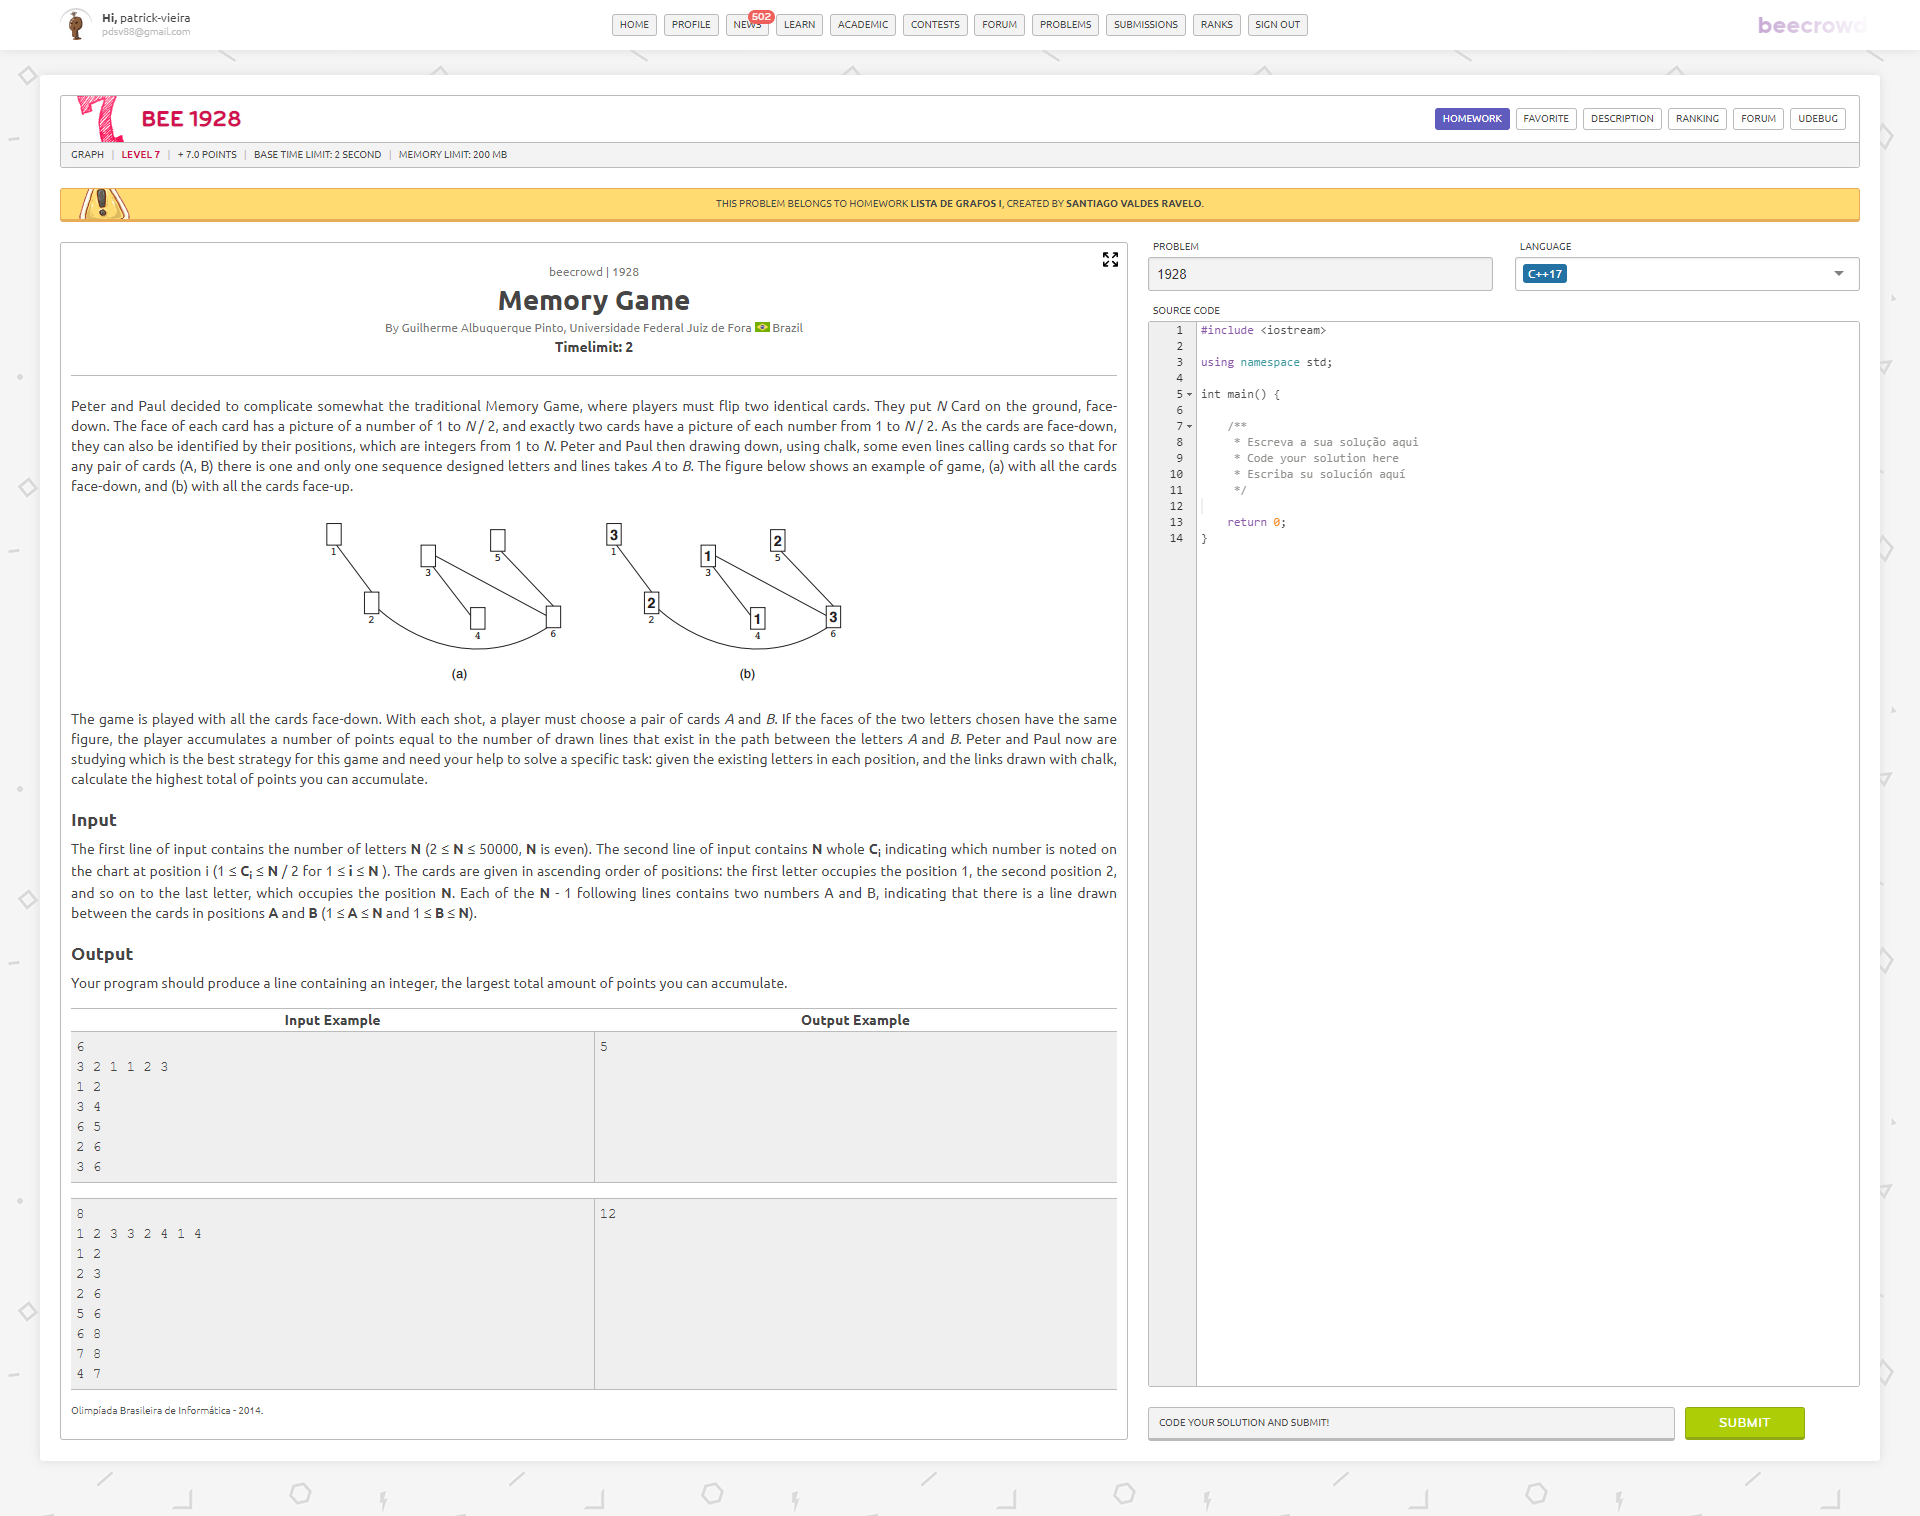 Hi, patrick-vieira
pdsv88@gmail.com
HOME PROFILE NEWS 502 LEARN ACADEMIC CONTESTS FORUM PROBLEMS SUBMISSIONS RANKS SIGN OUT
beecrowd
7 BEE 1928
HOMEWORK FAVORITE DESCRIPTION RANKING FORUM UDEBUG
GRAPH | LEVEL 7 | + 7.0 POINTS | BASE TIME LIMIT: 2 SECOND | MEMORY LIMIT: 200 MB
THIS PROBLEM BELONGS TO HOMEWORK LISTA DE GRAFOS I, CREATED BY SANTIAGO VALDES RAVELO.
beecrowd | 1928
Memory Game
By Guilherme Albuquerque Pinto, Universidade Federal Juiz de Fora Brazil
Timelimit: 2
Peter and Paul decided to complicate somewhat the traditional Memory Game, where players must flip two identical cards. They put N Card on the ground, face-
down. The face of each card has a picture of a number of 1 to N / 2, and exactly two cards have a picture of each number from 1 to N / 2. As the cards are face-down,
they can also be identified by their positions, which are integers from 1 to N. Peter and Paul then drawing down, using chalk, some even lines calling cards so that for
any pair of cards (A, B) there is one and only one sequence designed letters and lines takes A to B. The figure below shows an example of game, (a) with all the cards
face-down, and (b) with all the cards face-up.
1 2 3 4 5 6
(a)
3 1
2 2
1 3
1 4
2 5
3 6
(b)
The game is played with all the cards face-down. With each shot, a player must choose a pair of cards A and B. If the faces of the two letters chosen have the same
figure, the player accumulates a number of points equal to the number of drawn lines that exist in the path between the letters A and B. Peter and Paul now are
studying which is the best strategy for this game and need your help to solve a specific task: given the existing letters in each position, and the links drawn with chalk,
calculate the highest total of points you can accumulate.
Input
The first line of input contains the number of letters N (2 ≤ N ≤ 50000, N is even). The second line of input contains N whole Ci indicating which number is noted on
the chart at position i (1 ≤ Ci ≤ N / 2 for 1 ≤ i ≤ N ). The cards are given in ascending order of positions: the first letter occupies the position 1, the second position 2,
and so on to the last letter, which occupies the position N. Each of the N - 1 following lines contains two numbers A and B, indicating that there is a line drawn
between the cards in positions A and B (1 ≤ A ≤ N and 1 ≤ B ≤ N).
Output
Your program should produce a line containing an integer, the largest total amount of points you can accumulate.
Input Example Output Example
6 5
3 2 1 1 2 3
1 2
3 4
6 5
2 6
3 6
8 12
1 2 3 3 2 4 1 4
1 2
2 3
2 6
5 6
6 8
7 8
4 7
Olimpíada Brasileira de Informática - 2014.
PROBLEM LANGUAGE
1928 C++17
SOURCE CODE
1 #include <iostream>
2
3 using namespace std;
4
5 int main() {
6
7 /**
8 * Escreva a sua solução aqui
9 * Code your solution here
10 * Escriba su solución aquí
11 */
12
13 return 0;
14 }
CODE YOUR SOLUTION AND SUBMIT!
SUBMIT